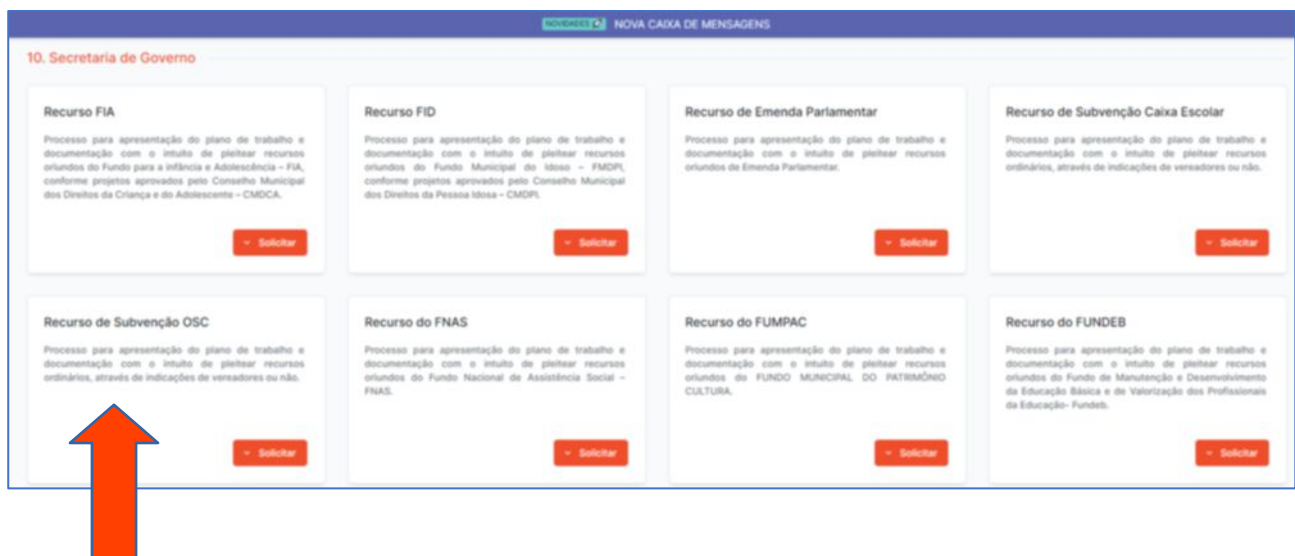 NOVIDADES NOVA CAIXA DE MENSAGENS
10. Secretaria de Governo
Recurso FIA
Processo para apresentação do plano de trabalho e
documentação com o intuito de pleitear recursos
oriundos do Fundo para a Infância e Adolescência – FIA,
conforme projetos aprovados pelo Conselho Municipal
dos Direitos da Criança e do Adolescente – CMDCA.
Solicitar
Recurso FID
Processo para apresentação do plano de trabalho e
documentação com o intuito de pleitear recursos
oriundos do Fundo Municipal do Idoso – FMDPI,
conforme projetos aprovados pelo Conselho Municipal
dos Direitos da Pessoa Idosa – CMDPI.
Solicitar
Recurso de Emenda Parlamentar
Processo para apresentação do plano de trabalho e
documentação com o intuito de pleitear recursos
oriundos de Emenda Parlamentar.
Solicitar
Recurso de Subvenção Caixa Escolar
Processo para apresentação do plano de trabalho e
documentação com o intuito de pleitear recursos
ordinários, através de indicações de vereadores ou não.
Solicitar
Recurso de Subvenção OSC
Processo para apresentação do plano de trabalho e
documentação com o intuito de pleitear recursos
ordinários, através de indicações de vereadores ou não.
Solicitar
Recurso do FNAS
Processo para apresentação do plano de trabalho e
documentação com o intuito de pleitear recursos
oriundos do Fundo Nacional de Assistência Social –
FNAS.
Solicitar
Recurso do FUMPAC
Processo para apresentação do plano de trabalho e
documentação com o intuito de pleitear recursos
oriundos do FUNDO MUNICIPAL DO PATRIMÔNIO
CULTURA.
Solicitar
Recurso do FUNDEB
Processo para apresentação do plano de trabalho e
documentação com o intuito de pleitear recursos
oriundos do Fundo de Manutenção e Desenvolvimento
da Educação Básica e de Valorização dos Profissionais
da Educação- Fundeb.
Solicitar